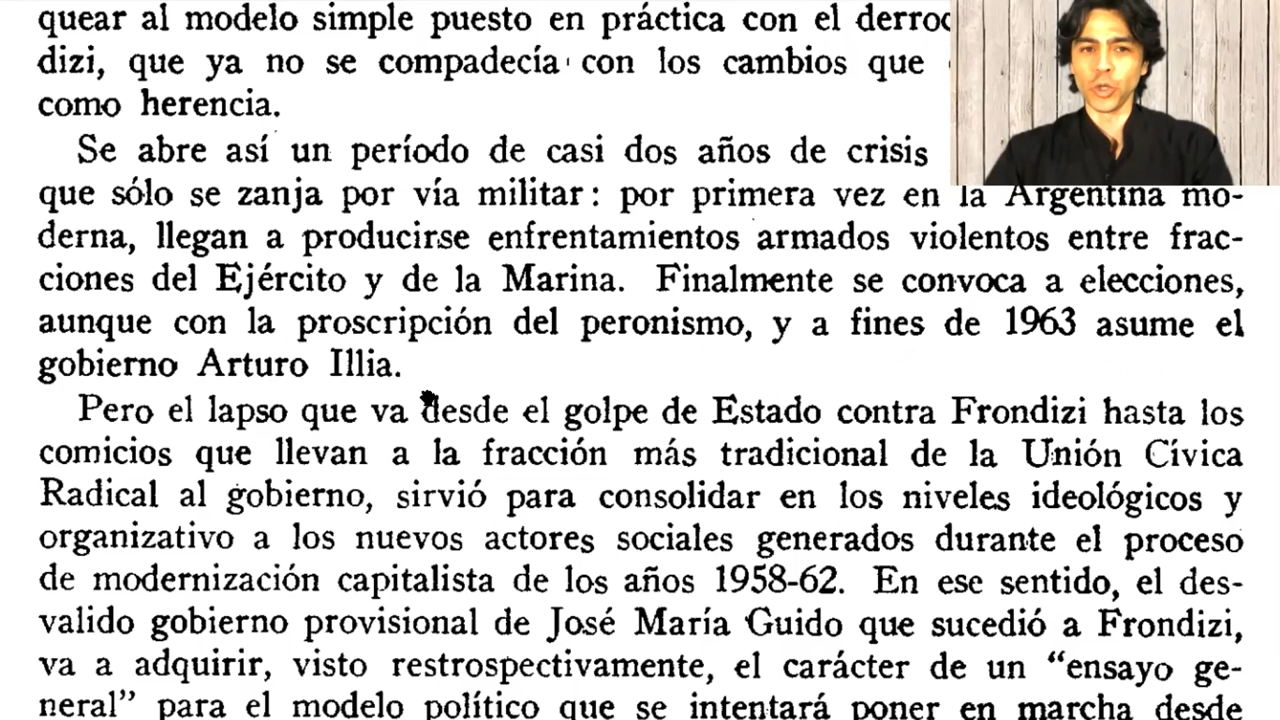 quear al modelo simple puesto en práctica con el
dizi, que ya no se compadecía con los cambios que
como herencia.
Se abre así un período de casi dos años de crisis
que sólo se zanja por vía militar: por primera vez en la Argentina mo-
derna, llegan a producirse enfrentamientos armados violentos entre frac-
ciones del Ejército y de la Marina. Finalmente se convoca a elecciones,
aunque con la proscripción del peronismo, y a fines de 1963 asume el
gobierno Arturo Illia.
Pero el lapso que va desde el golpe de Estado contra Frondizi hasta los
comicios que llevan a la fracción más tradicional de la Unión Cívica
Radical al gobierno, sirvió para consolidar en los niveles ideológicos y
organizativo a los nuevos actores sociales generados durante el proceso
de modernización capitalista de los años 1958-62. En ese sentido, el des-
valido gobierno provisional de José María Guido que sucedió a Frondizi,
va a adquirir, visto restrospectivamente, el carácter de un “ensayo ge-
neral” para el modelo político que se intentará poner en marcha desde